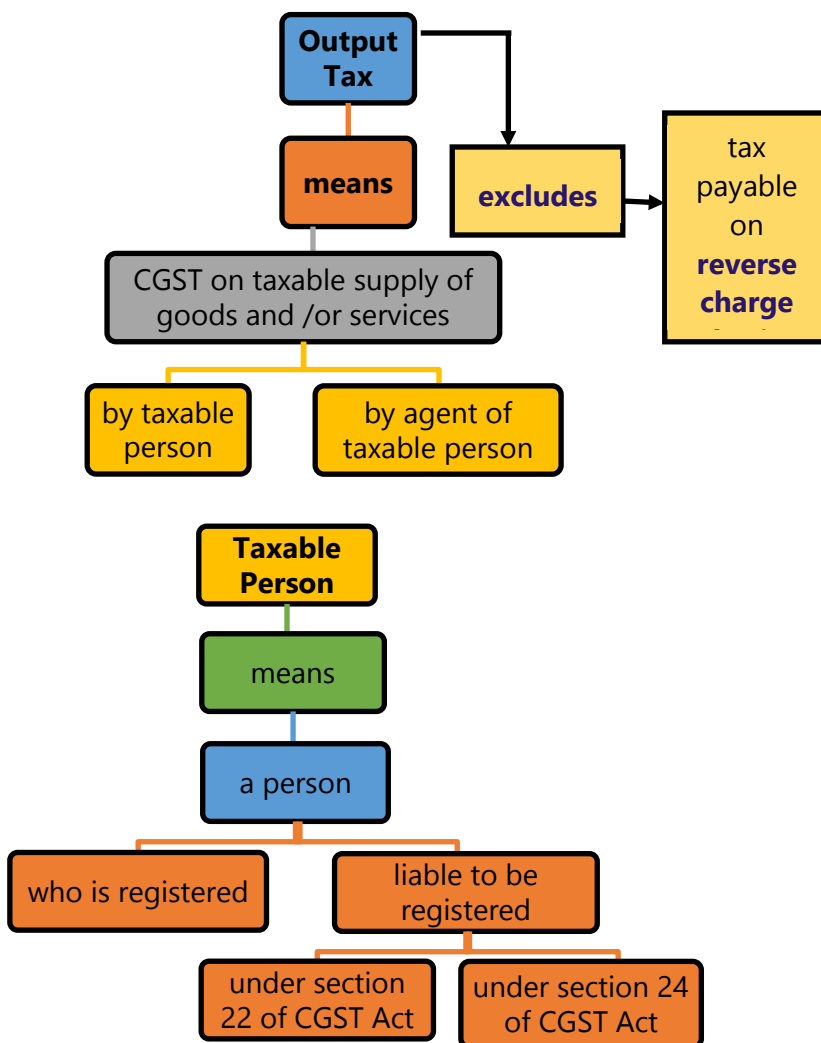 Output
Tax
means
excludes
tax
payable
on
reverse
charge
CGST on taxable supply of
goods and /or services
by taxable
person
by agent of
taxable person
Taxable
Person
means
a person
who is registered
liable to be
registered
under section
22 of CGST Act
under section 24
of CGST Act